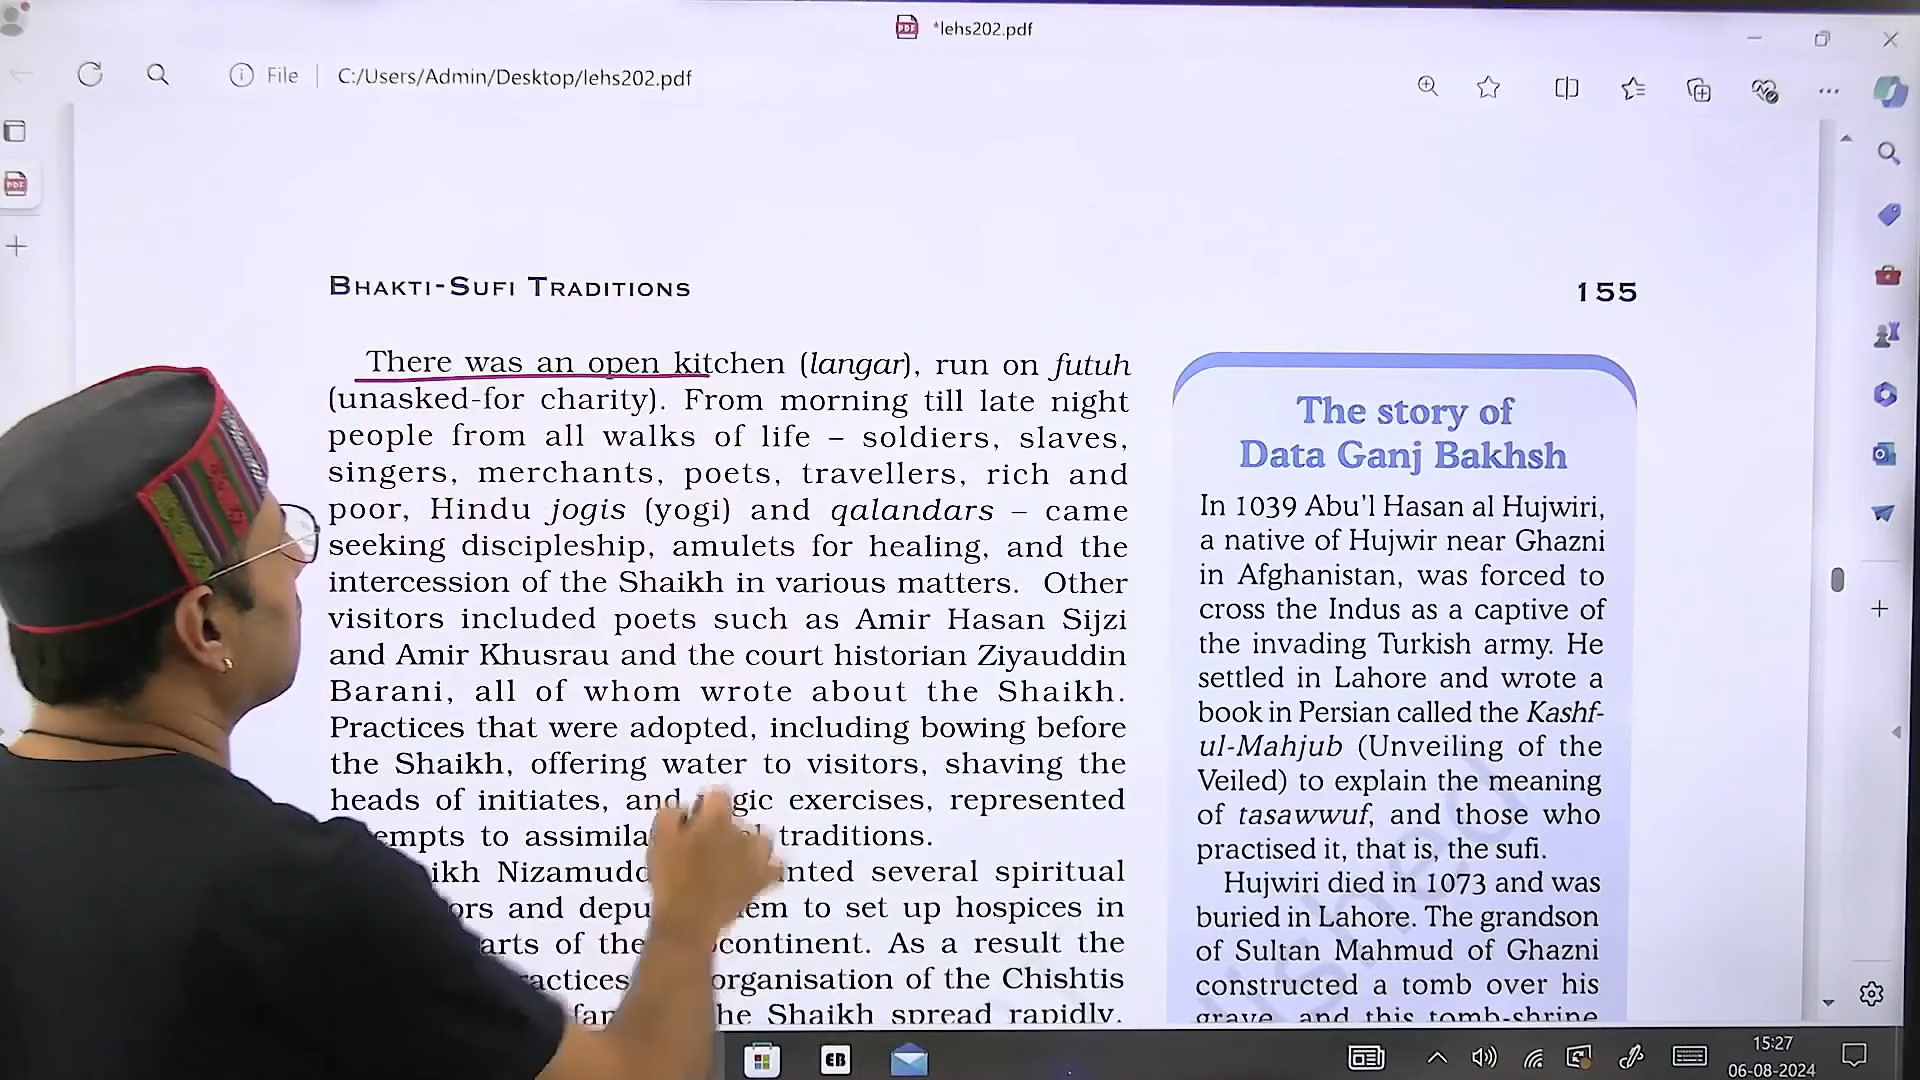 *lehs202.pdf
File
C:/Users/Admin/Desktop/lehs202.pdf
BHAKTI-SUFI TRADITIONS
155
There was an open kitchen (langar), run on futuh
(unasked-for charity). From morning till late night
people from all walks of life – soldiers, slaves,
singers, merchants, poets, travellers, rich and
poor, Hindu jogis (yogi) and qalandars – came
seeking discipleship, amulets for healing, and the
intercession of the Shaikh in various matters. Other
visitors included poets such as Amir Hasan Sijzi
and Amir Khusrau and the court historian Ziyauddin
Barani, all of whom wrote about the Shaikh.
Practices that were adopted, including bowing before
the Shaikh, offering water to visitors, shaving the
heads of initiates, and exercises, represented
to traditions.
several spiritual
and to set up hospices in
of the As a result the
organisation of the Chishtis
the Shaikh spread rapidly.
The story of
Data Ganj Bakhsh
In 1039 Abu'l Hasan al Hujwiri,
a native of Hujwir near Ghazni
in Afghanistan, was forced to
cross the Indus as a captive of
the invading Turkish army. He
settled in Lahore and wrote a
book in Persian called the Kashf-
ul-Mahjub (Unveiling of the
Veiled) to explain the meaning
of tasawwuf, and those who
practised it, that is, the sufi.
Hujwiri died in 1073 and was
buried in Lahore. The grandson
of Sultan Mahmud of Ghazni
constructed a tomb over his
grave, and this tomb-shrine
EB
15:27
06-08-2024